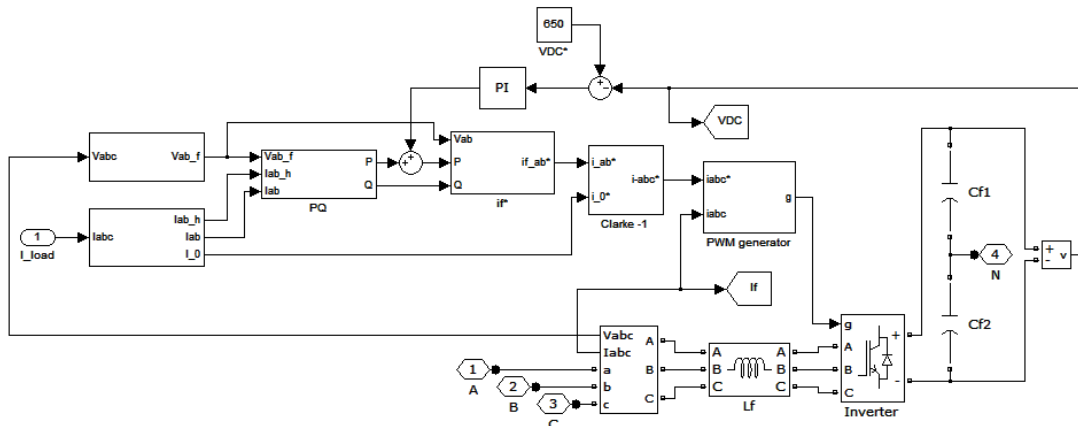 650
VDC*
+
-
PI
VDC
Vabc
Vab_f
Vab_f
Iab_h
Iab
P
Q
PQ
+
+
Vab
P
Q
if_ab*
if*
i_ab*
i_0*
i-abc*
Clarke -1
iabc*
iabc
g
PWM generator
1
I_load
Iabc
Iab_h
Iab
I_0
If
Cf1
Cf2
4
N
+
-
v
Vabc
Iabc
a
b
c
A
B
C
1
A
2
B
3
C
A
B
C
A
B
C
Lf
g
A
B
C
+
-
Inverter